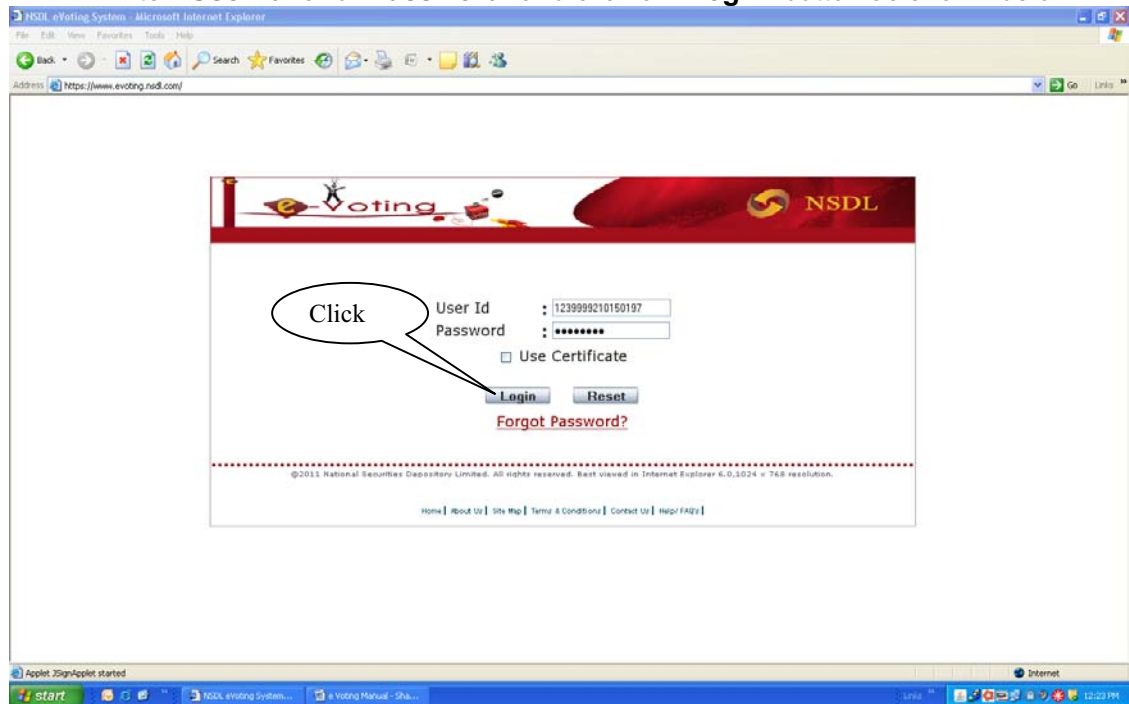 NSDL eVoting System - Microsoft Internet Explorer
File Edit View Favorites Tools Help
Back Search Favorites
Address https://www.evoting.nsdl.com/ Go Links »
e-Voting NSDL
Click
User Id : 1239999210150197
Password : ••••••••
Use Certificate
Login Reset
Forgot Password?
©2011 National Securities Depository Limited. All rights reserved. Best viewed in Internet Explorer 6.0,1024 × 768 resolution.
Home | About Us | Site Map | Terms & Conditions | Contact Us | Help/ FAQ's |
Applet JSignApplet started Internet
start NSDL eVoting System... e Voting Manual - Sha... Links » 12:23 PM